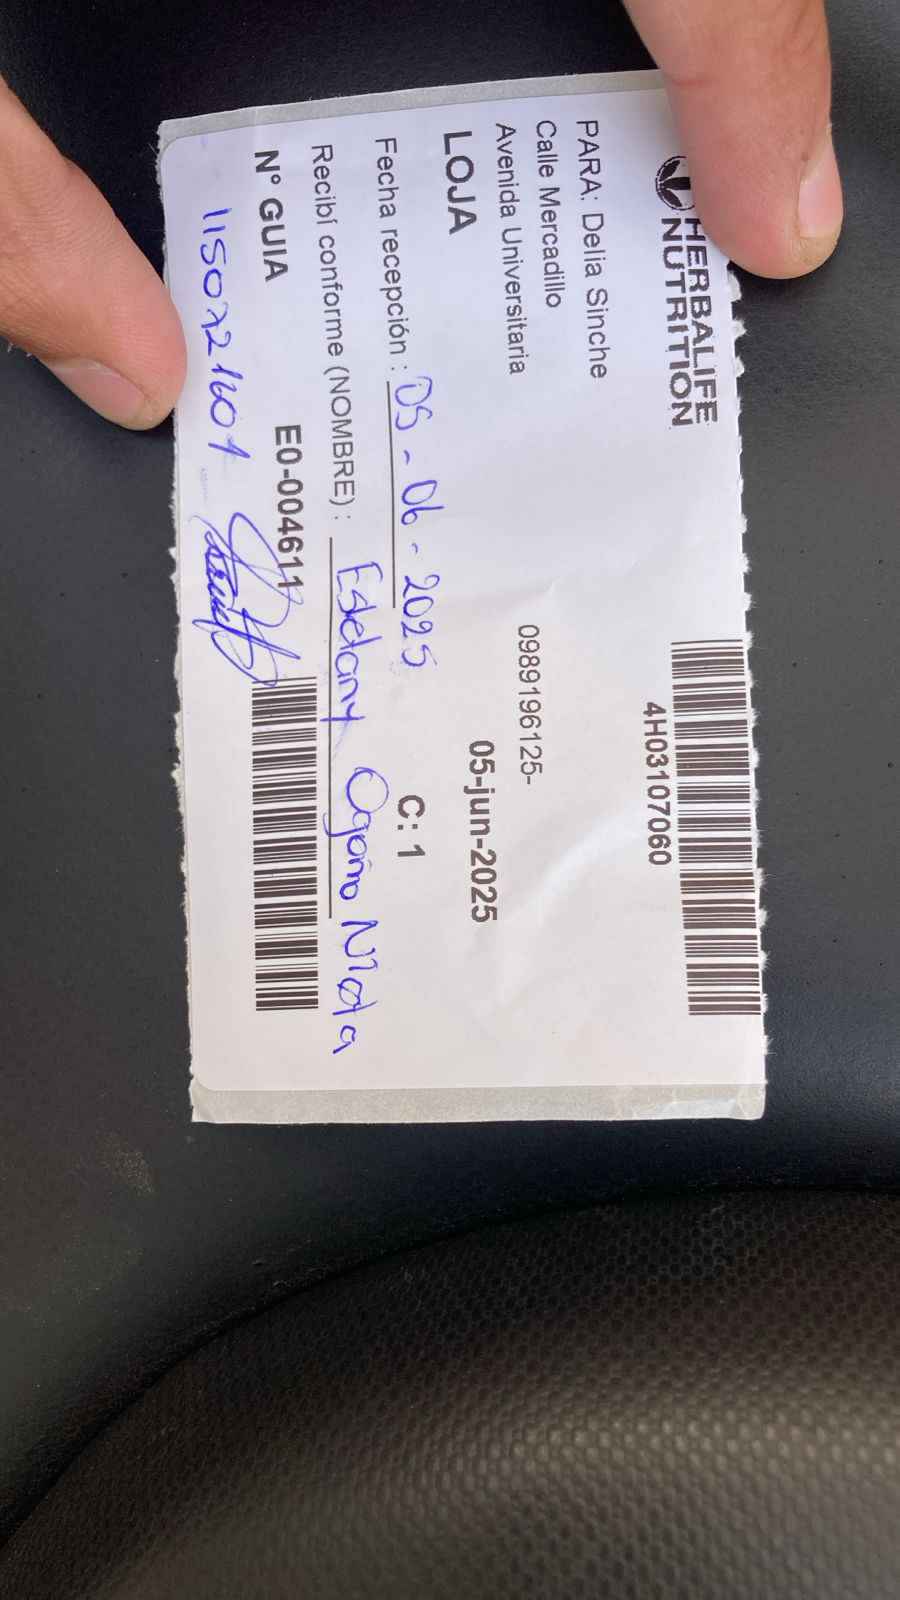 HERBALIFE
NUTRITION
4H03107060
PARA: Delia Sinche
Calle Mercadillo
Avenida Universitaria
0989196125-
LOJA
05-jun-2025
Fecha recepción : 05-06-2025
C: 1
Recibí conforme (NOMBRE) : Estefany Ogoño
N° GUIA
E0-004611